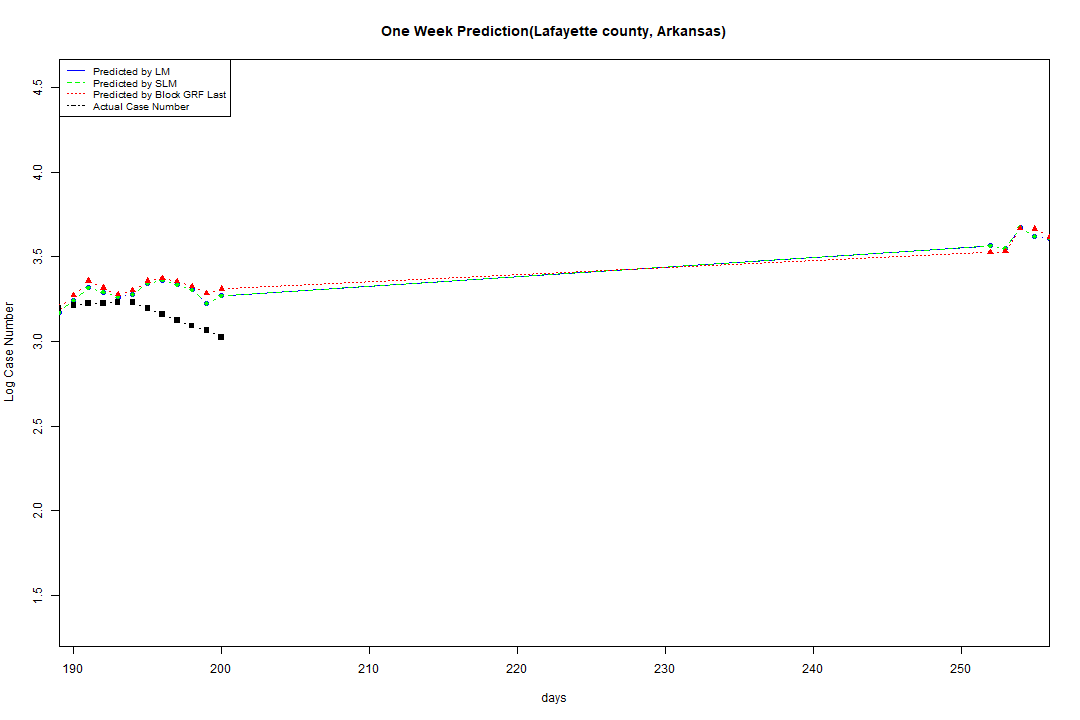 One Week Prediction(Lafayette county, Arkansas)
Predicted by LM
Predicted by SLM
Predicted by Block GRF Last
Actual Case Number
4.5
4.0
3.5
3.0
2.5
2.0
1.5
Log Case Number
190 200 210 220 230 240 250
days